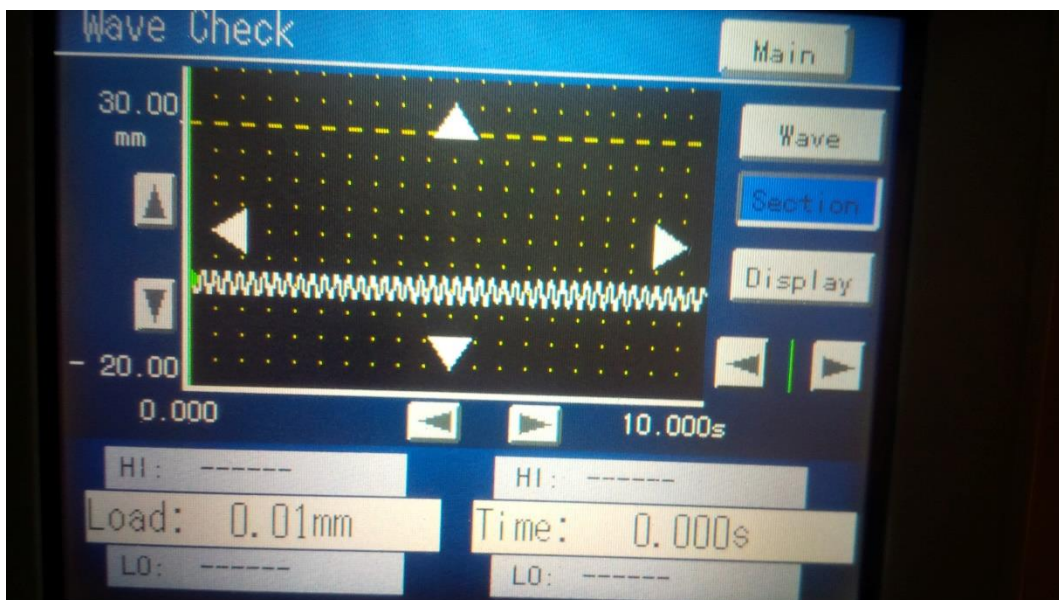 Wave Check
Main
30.00
mm
Wave
Section
Display
- 20.00
0.000
10.000s
HI: ------
HI: ------
Load: 0.01mm
Time: 0.000s
LO: ------
LO: ------